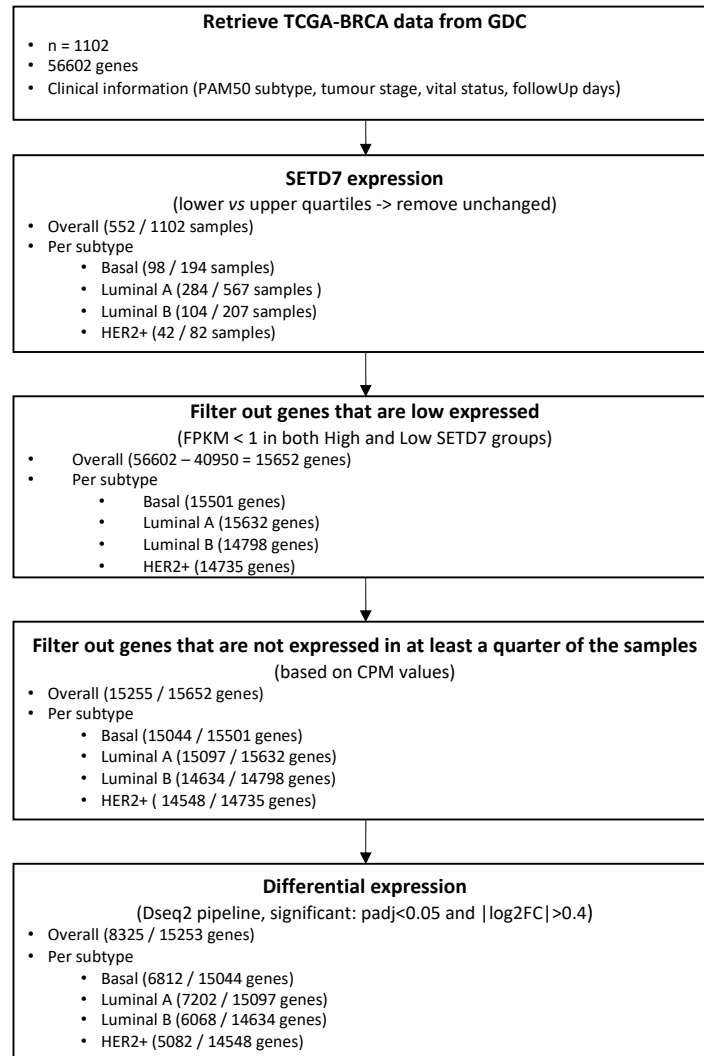 Retrieve TCGA-BRCA data from GDC
• n = 1102
• 56602 genes
• Clinical information (PAM50 subtype, tumour stage, vital status, followUp days)
SETD7 expression
(lower vs upper quartiles -> remove unchanged)
• Overall (552 / 1102 samples)
• Per subtype
• Basal (98 / 194 samples)
• Luminal A (284 / 567 samples )
• Luminal B (104 / 207 samples)
• HER2+ (42 / 82 samples)
Filter out genes that are low expressed
(FPKM < 1 in both High and Low SETD7 groups)
• Overall (56602 – 40950 = 15652 genes)
• Per subtype
• Basal (15501 genes)
• Luminal A (15632 genes)
• Luminal B (14798 genes)
• HER2+ (14735 genes)
Filter out genes that are not expressed in at least a quarter of the samples
(based on CPM values)
• Overall (15255 / 15652 genes)
• Per subtype
• Basal (15044 / 15501 genes)
• Luminal A (15097 / 15632 genes)
• Luminal B (14634 / 14798 genes)
• HER2+ ( 14548 / 14735 genes)
Differential expression
(Dseq2 pipeline, significant: padj<0.05 and |log2FC|>0.4)
• Overall (8325 / 15253 genes)
• Per subtype
• Basal (6812 / 15044 genes)
• Luminal A (7202 / 15097 genes)
• Luminal B (6068 / 14634 genes)
• HER2+ (5082 / 14548 genes)